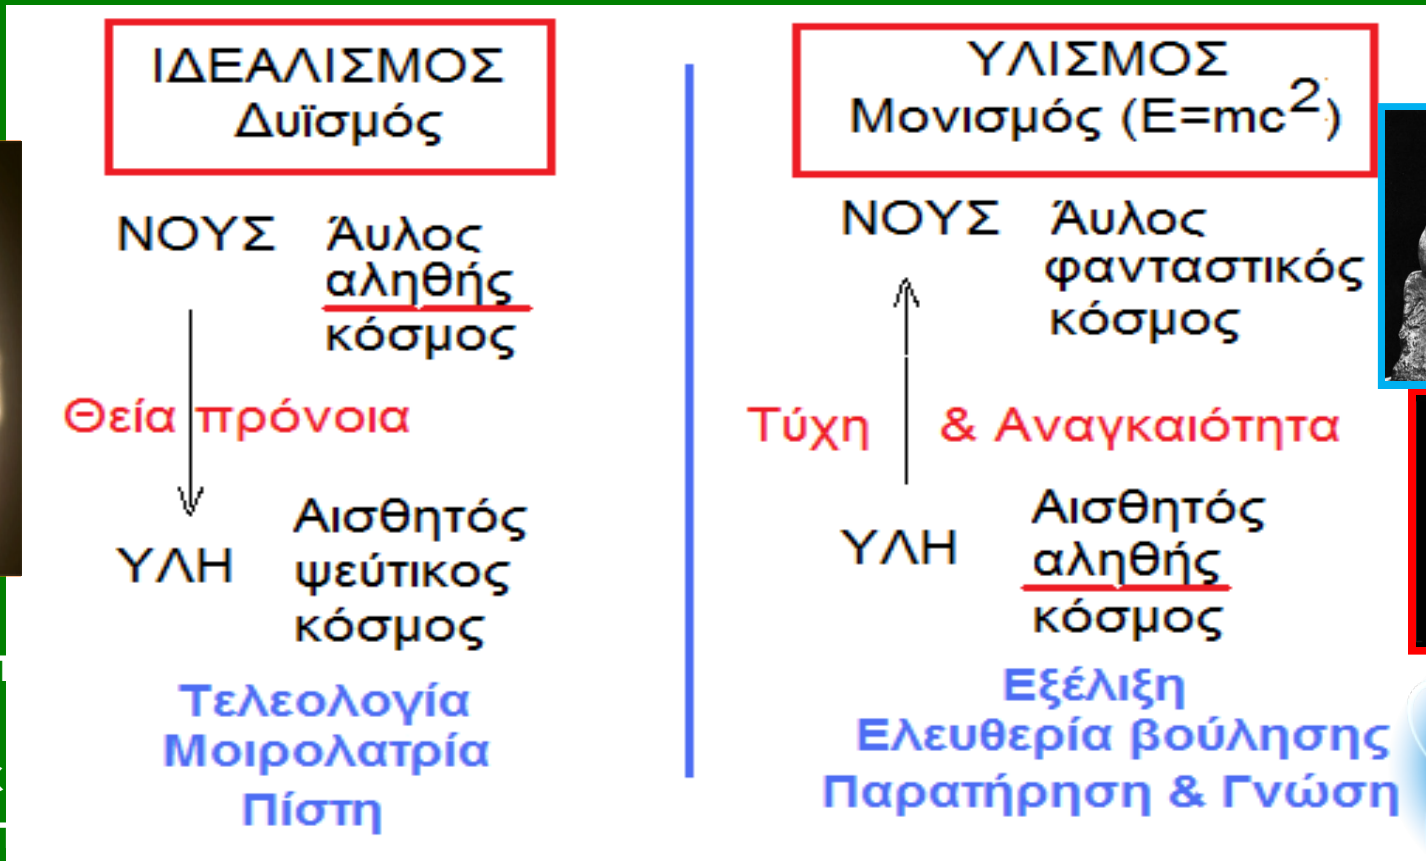 ΙΔΕΑΛΙΣΜΟΣ
Δυϊσμός
ΝΟΥΣ Άυλος
αληθής
κόσμος
Θεία πρόνοια
Αισθητός
ΥΛΗ ψεύτικος
κόσμος
Τελεολογία
Μοιρολατρία
Πίστη
ΥΛΙΣΜΟΣ
Μονισμός (E=mc²)
ΝΟΥΣ Άυλος
φανταστικός
κόσμος
Τύχη & Αναγκαιότητα
Αισθητός
ΥΛΗ αληθής
κόσμος
Εξέλιξη
Ελευθερία βούλησης
Παρατήρηση & Γνώση